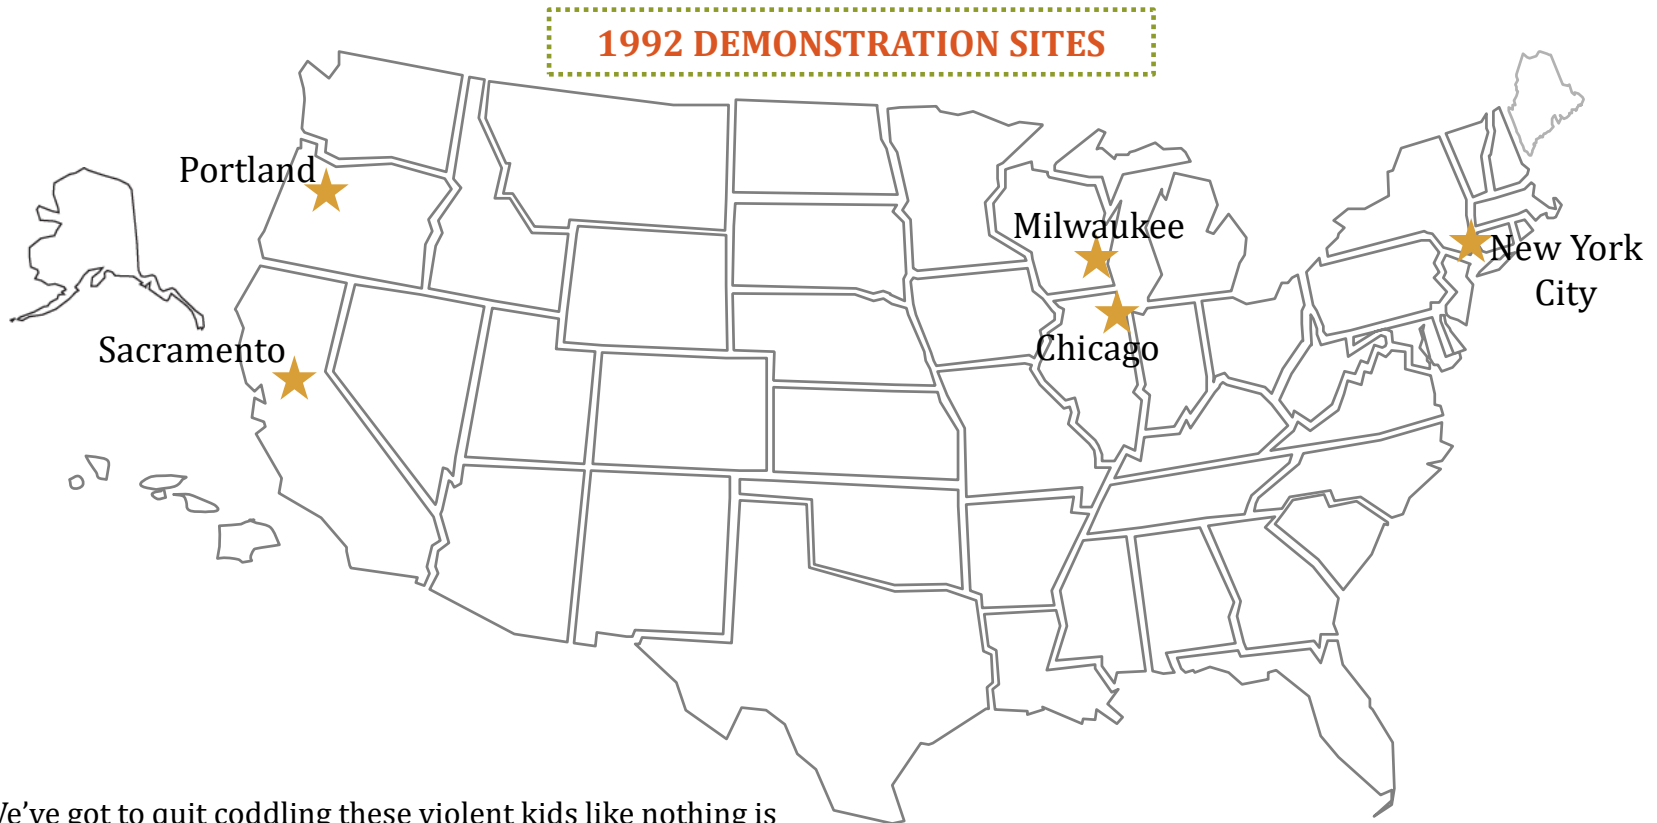 1992 DEMONSTRATION SITES
Portland
Milwaukee
New York
City
Sacramento
Chicago
got to quit coddling these violent kids like nothing is